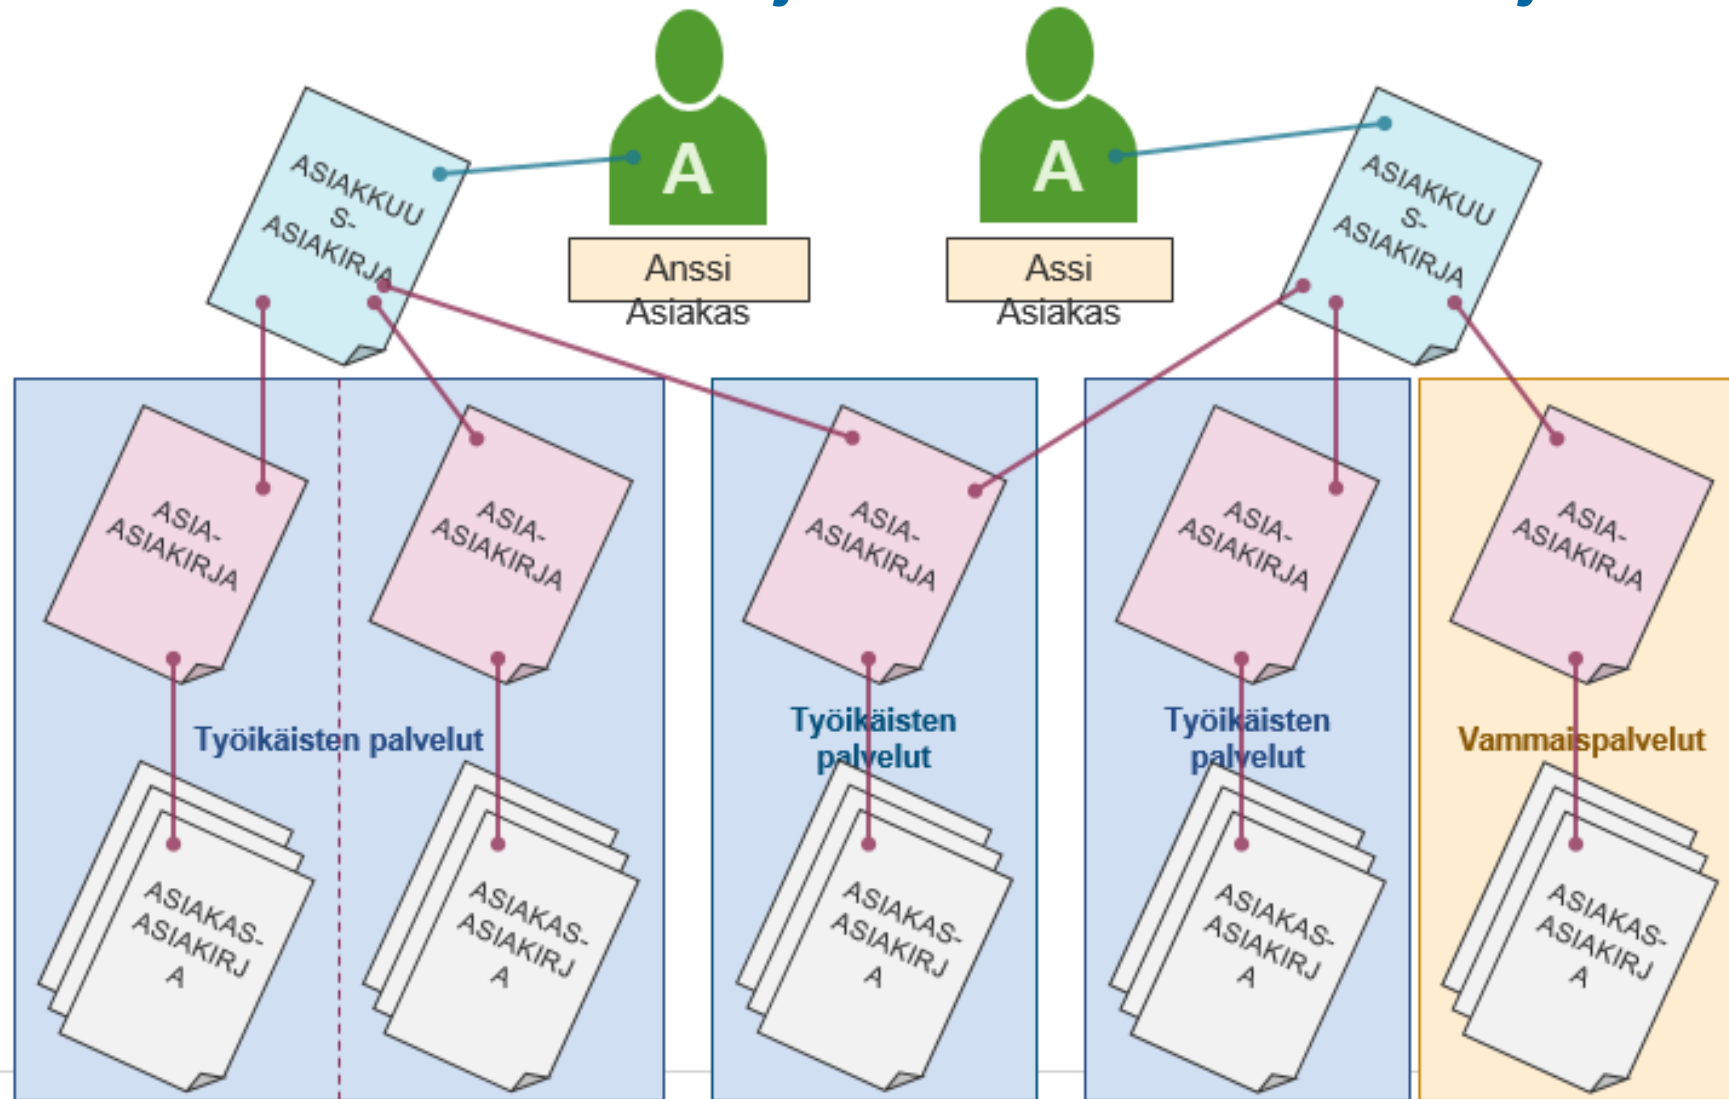 A
A
ASIAKKUU
S-
ASIAKIRJA
Anssi
Asiakas
Assi
Asiakas
ASIAKKUU
S-
ASIAKIRJA
ASIA-
ASIAKIRJA
ASIA-
ASIAKIRJA
ASIA-
ASIAKIRJA
ASIA-
ASIAKIRJA
ASIA-
ASIAKIRJA
Työikäisten palvelut
Työikäisten
palvelut
Työikäisten
palvelut
Vammaispalvelut
ASIAKAS-
ASIAKIRJ
A
ASIAKAS-
ASIAKIRJ
A
ASIAKAS-
ASIAKIRJ
A
ASIAKAS-
ASIAKIRJ
A
ASIAKAS-
ASIAKIRJ
A